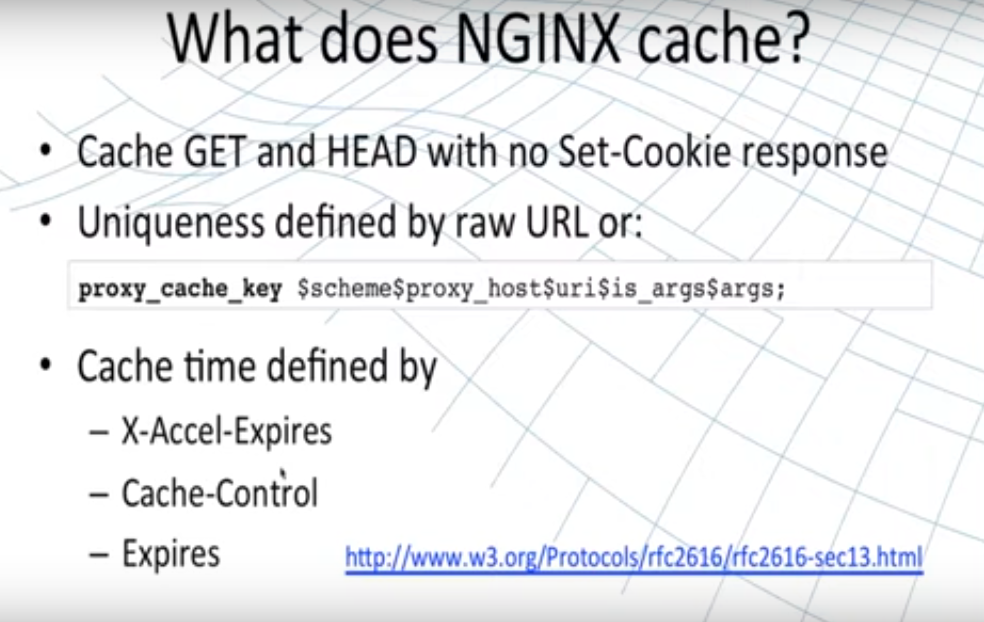 What does NGINX cache?
• Cache GET and HEAD with no Set-Cookie response
• Uniqueness defined by raw URL or:
proxy_cache_key $scheme$proxy_host$uri$is_args$args;
• Cache time defined by
– X-Accel-Expires
– Cache-Control
– Expires
http://www.w3.org/Protocols/rfc2616/rfc2616-sec13.html